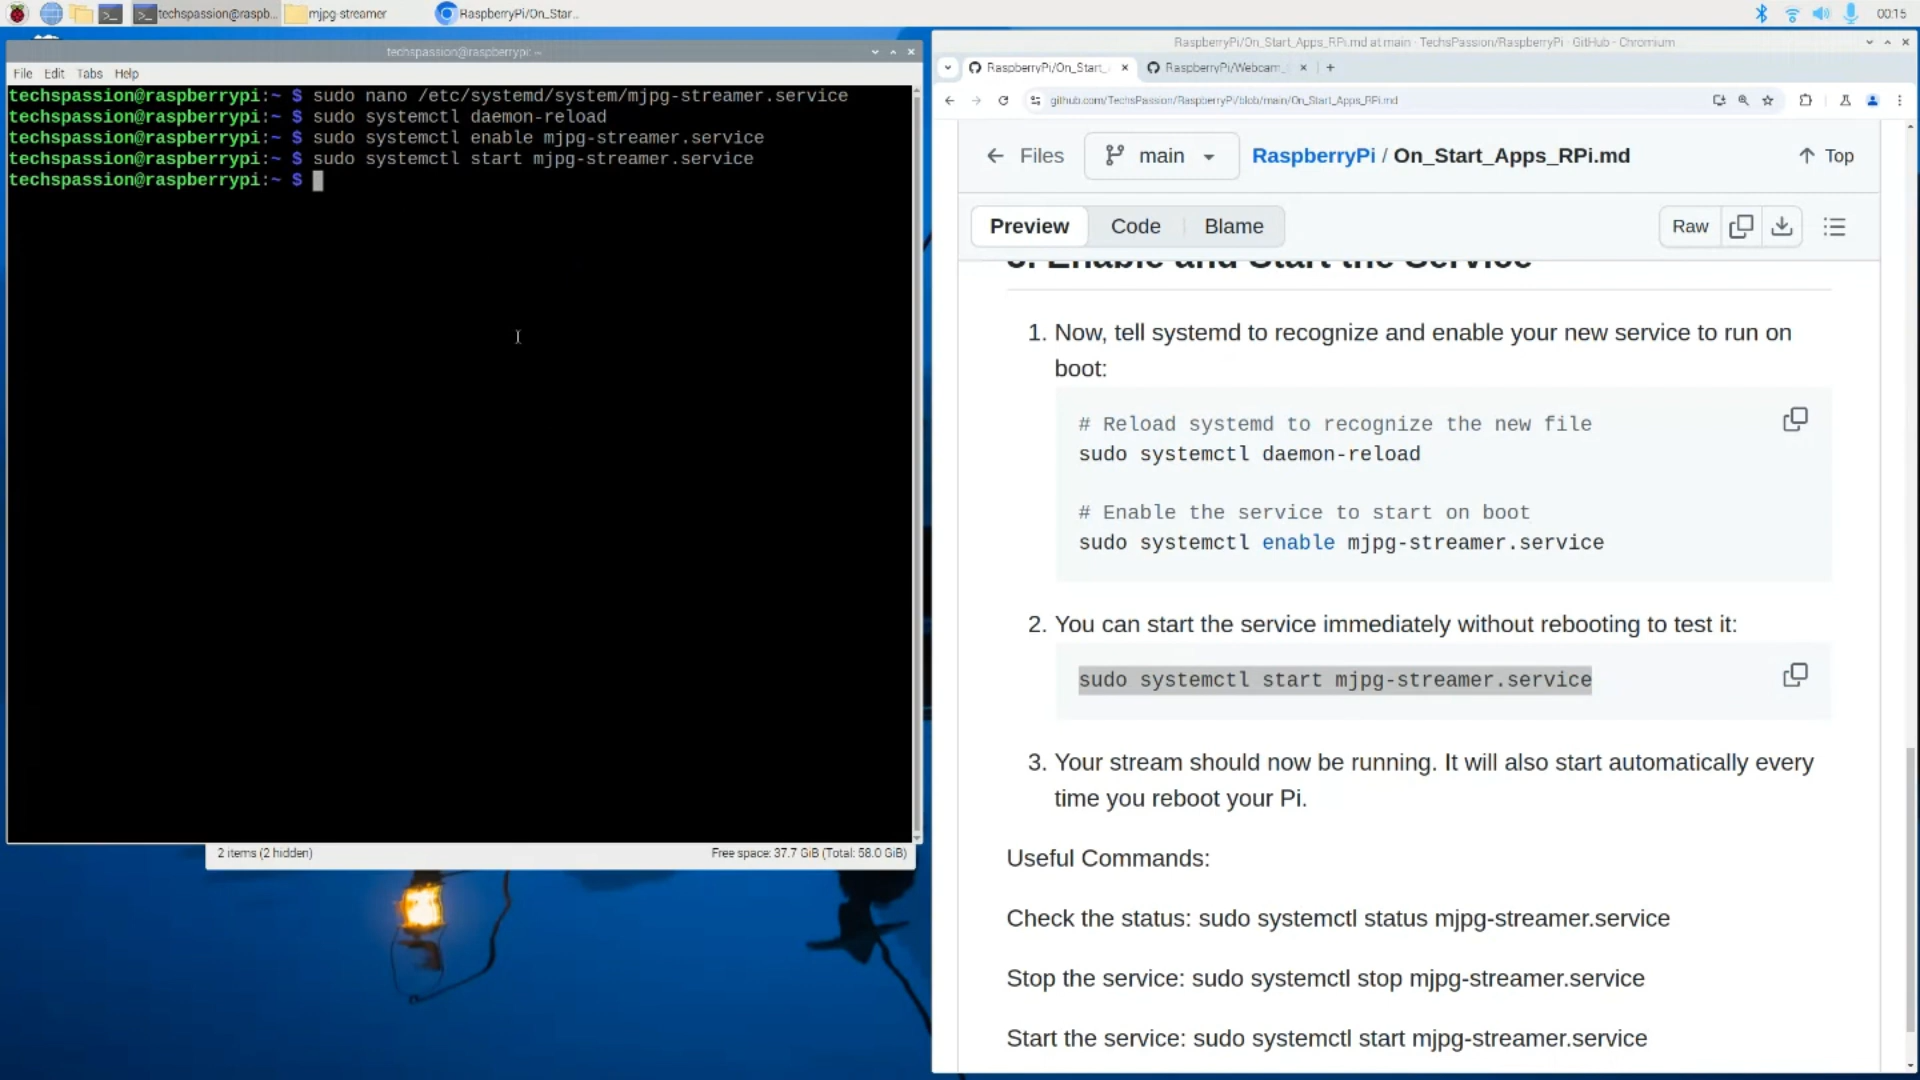 techspassion@raspb...
mjpg-streamer
RaspberryPi/On_Star...
00:15
techspassion@raspberrypi: ~
File Edit Tabs Help
techspassion@raspberrypi:~ $ sudo nano /etc/systemd/system/mjpg-streamer.service
techspassion@raspberrypi:~ $ sudo systemctl daemon-reload
techspassion@raspberrypi:~ $ sudo systemctl enable mjpg-streamer.service
techspassion@raspberrypi:~ $ sudo systemctl start mjpg-streamer.service
techspassion@raspberrypi:~ $
2 items (2 hidden)
Free space: 37.7 GiB (Total: 58.0 GiB)
RaspberryPi/On_Start_Apps_RPi.md at main · TechsPassion/RaspberryPi · GitHub - Chromium
RaspberryPi/On_Start_
RaspberryPi/Webcam_
github.com/TechsPassion/RaspberryPi/blob/main/On_Start_Apps_RPi.md
Files
main
RaspberryPi / On_Start_Apps_RPi.md
Top
Preview
Code
Blame
Raw
Enable and Start the Service
1. Now, tell systemd to recognize and enable your new service to run on
boot:
# Reload systemd to recognize the new file
sudo systemctl daemon-reload
# Enable the service to start on boot
sudo systemctl enable mjpg-streamer.service
2. You can start the service immediately without rebooting to test it:
sudo systemctl start mjpg-streamer.service
3. Your stream should now be running. It will also start automatically every
time you reboot your Pi.
Useful Commands:
Check the status: sudo systemctl status mjpg-streamer.service
Stop the service: sudo systemctl stop mjpg-streamer.service
Start the service: sudo systemctl start mjpg-streamer.service